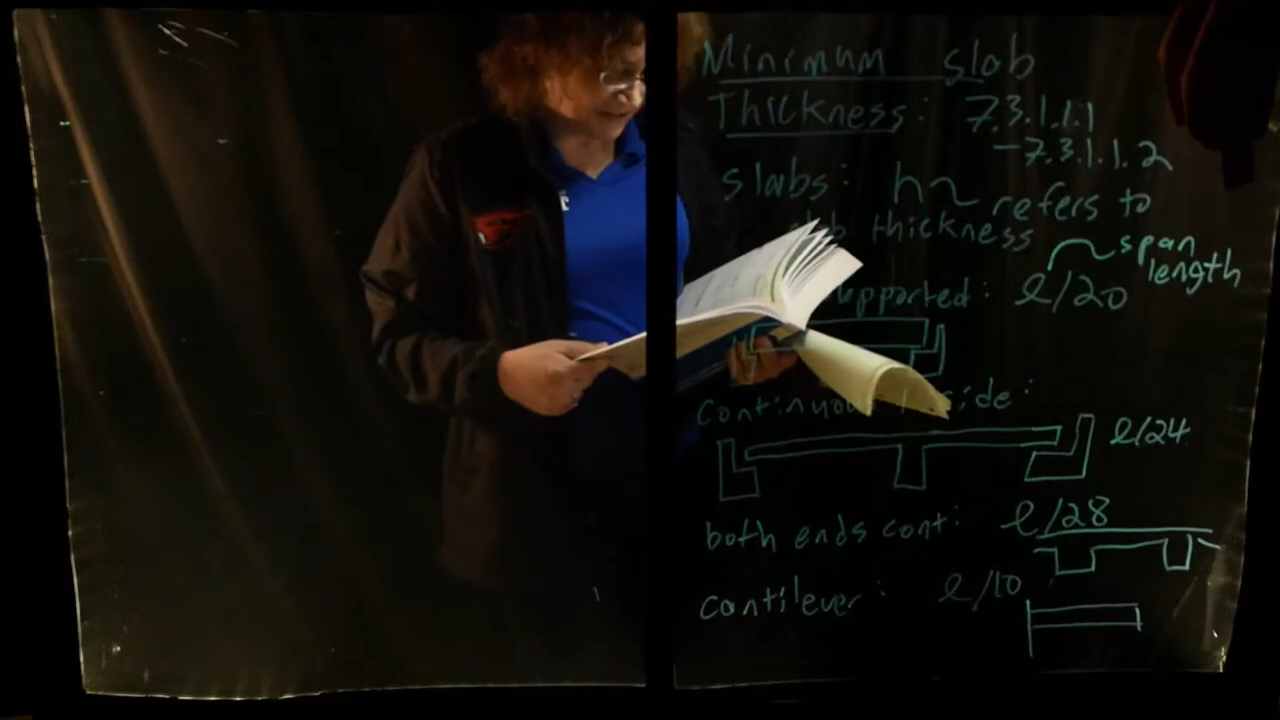 Minimum slab
Thickness: 7.3.1.1.1
-7.3.1.1.2
slabs: h refers to
thickness
span
length
l/20
side:
l/24
both ends cont: l/28
cantilever: l/10